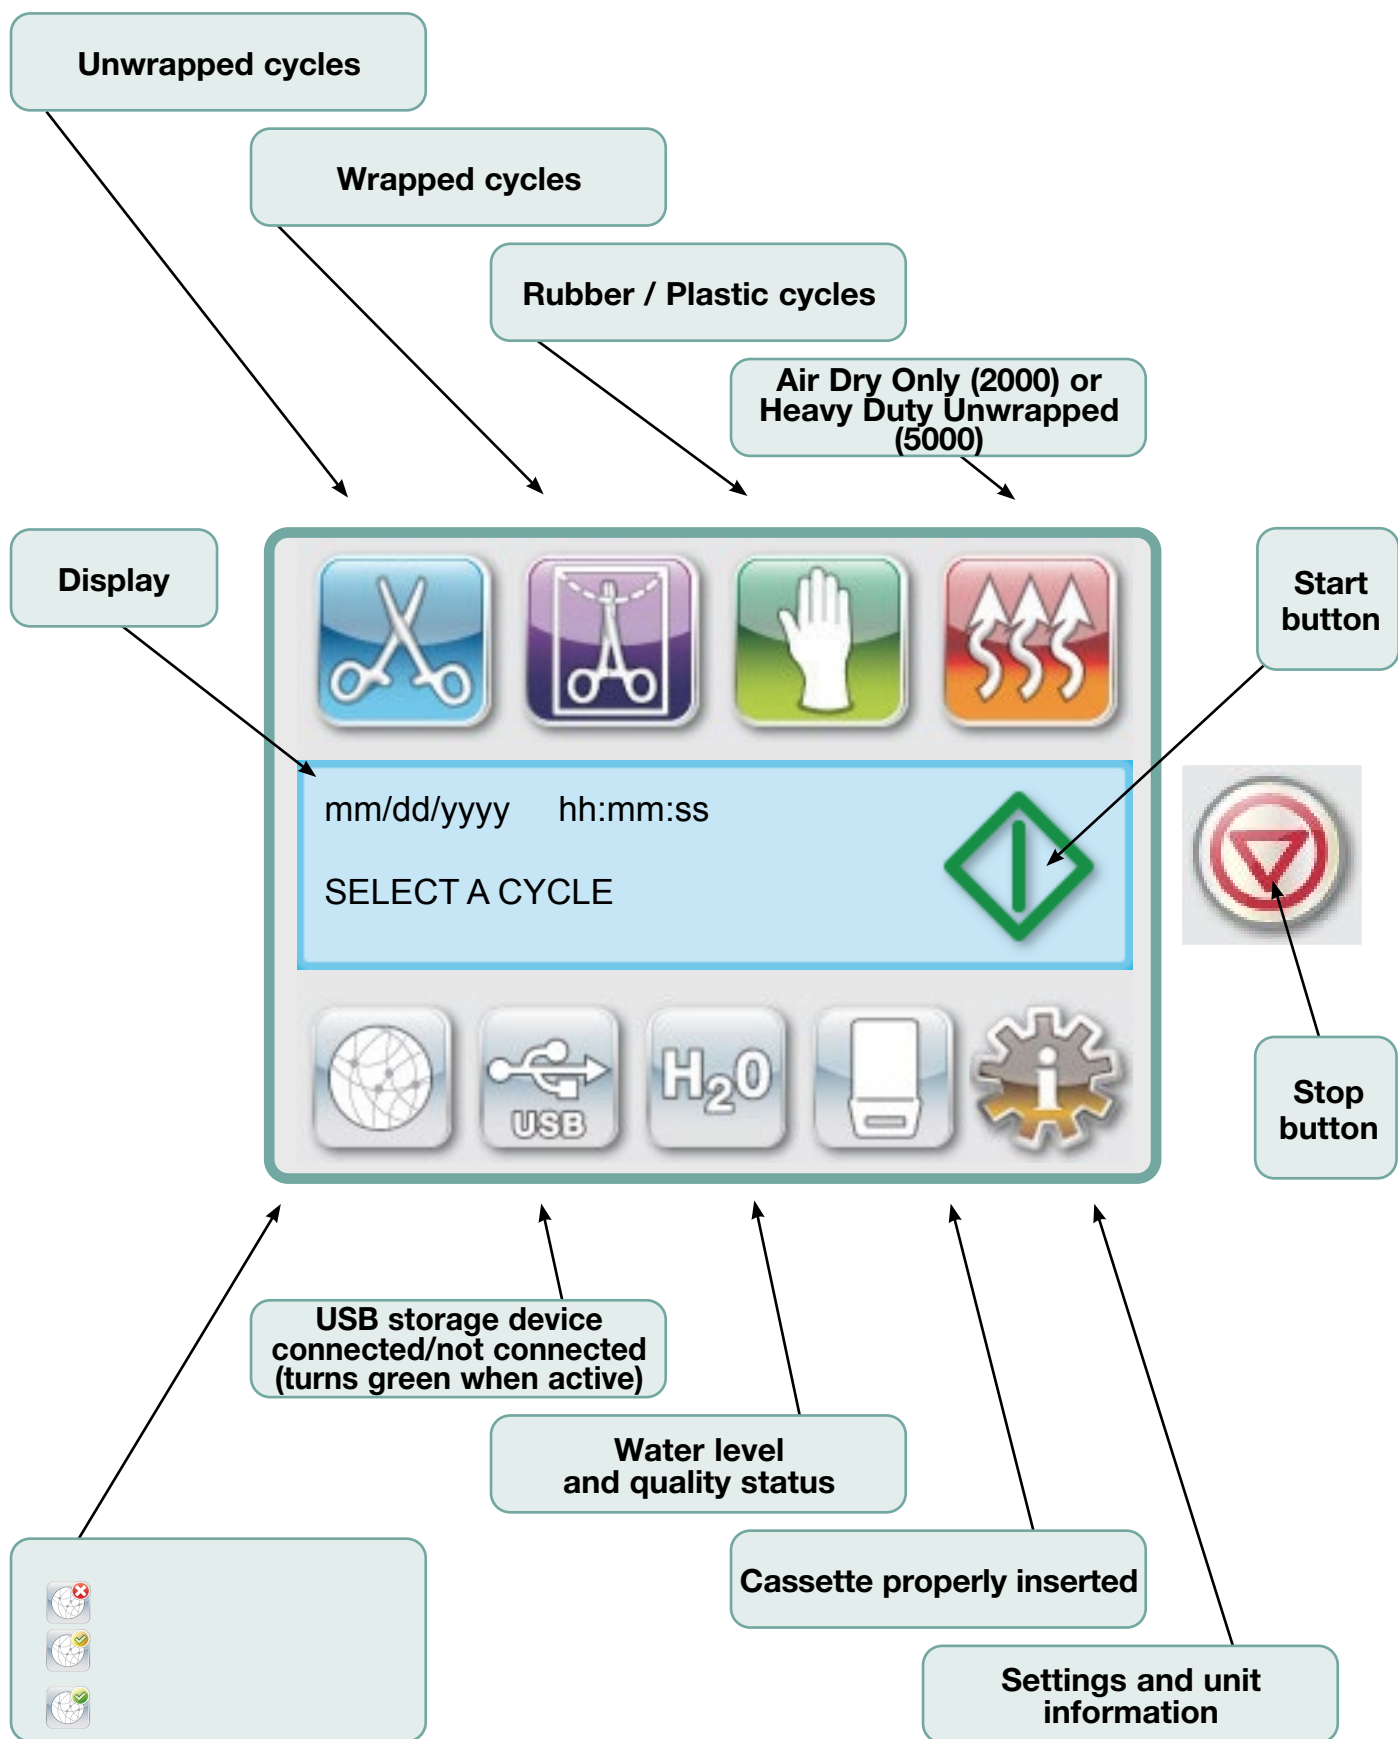 Unwrapped cycles
Wrapped cycles
Rubber / Plastic cycles
Air Dry Only (2000) or
Heavy Duty Unwrapped
(5000)
Display
Start
button
mm/dd/yyyy hh:mm:ss
SELECT A CYCLE
USB
H₂0
i
Stop
button
USB storage device
connected/not connected
(turns green when active)
Water level
and quality status
Cassette properly inserted
Settings and unit
information